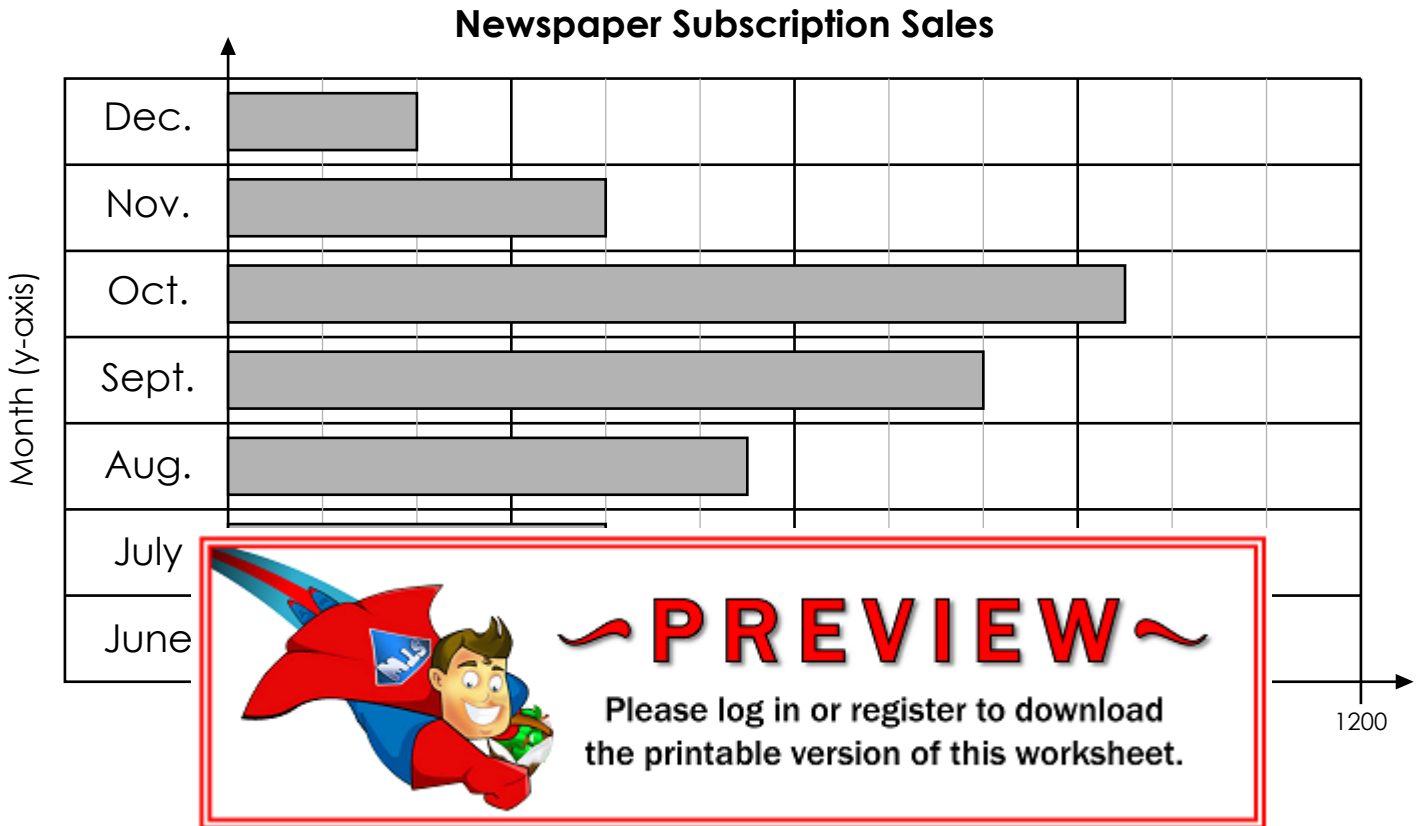 Newspaper Subscription Sales
Month (y-axis)
Dec.
Nov.
Oct.
Sept.
Aug.
July
June
1200
~PREVIEW~
Please log in or register to download
the printable version of this worksheet.